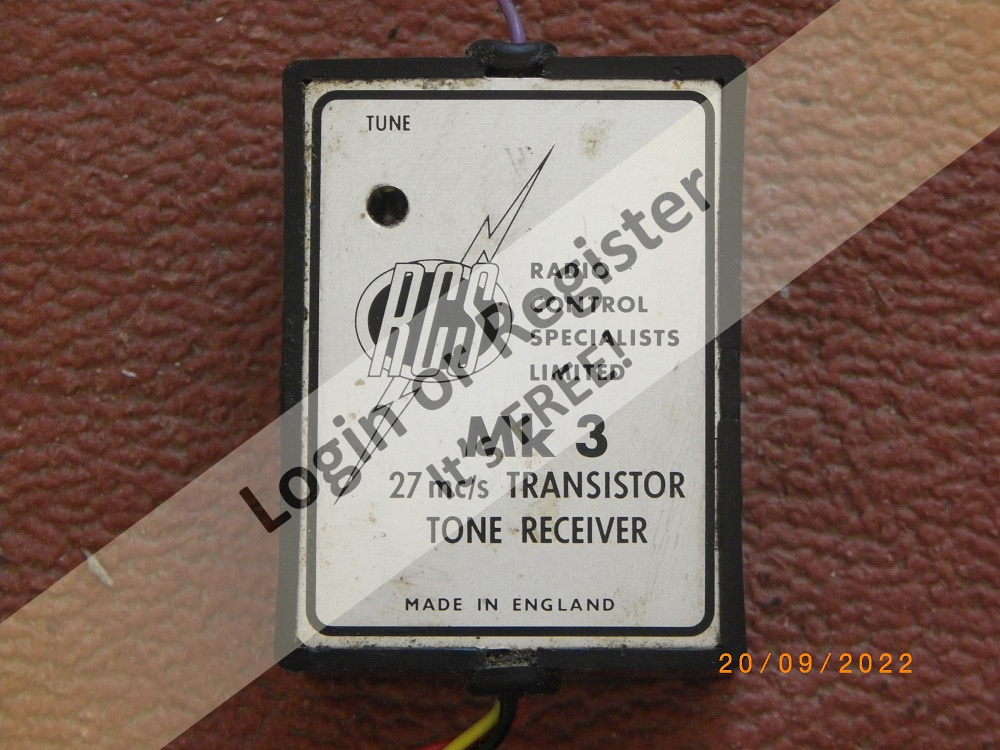 TUNE
RCS
RADIO
CONTROL
SPECIALISTS
LIMITED
Mk 3
27 mc/s TRANSISTOR
TONE RECEIVER
MADE IN ENGLAND
Login or Register
It's FREE!
20/09/2022